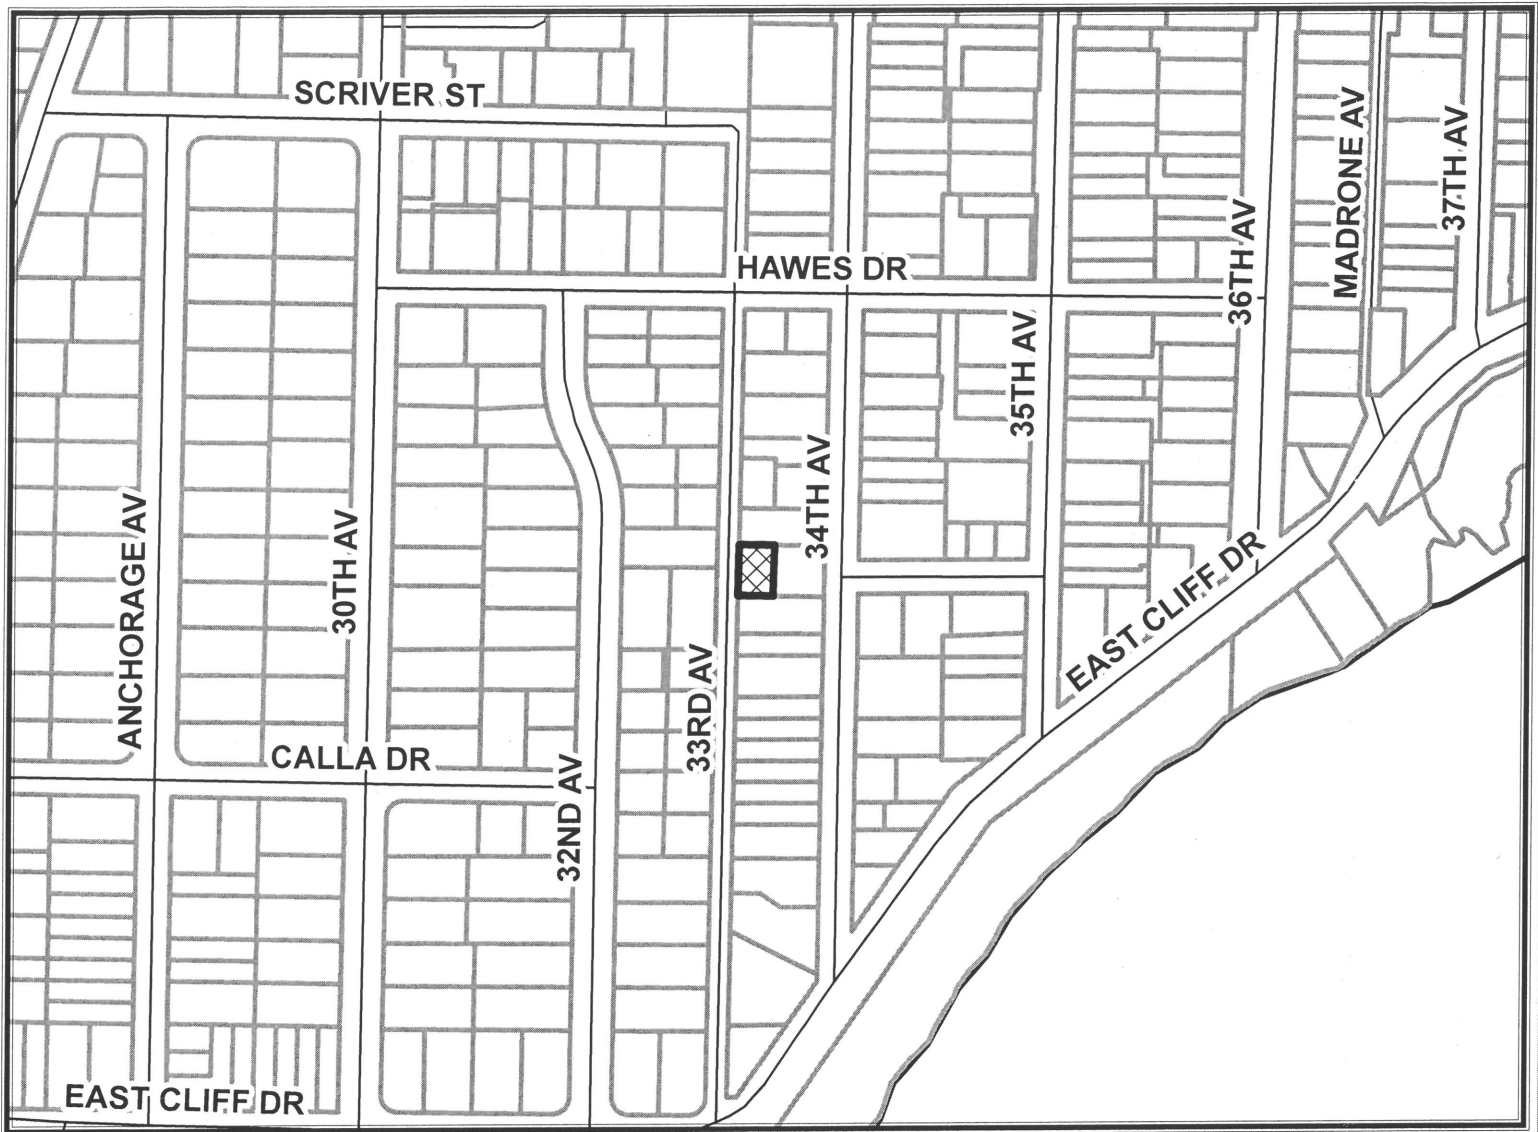 SCRIVER ST
MADRONE AV
37TH AV
36TH AV
HAWES DR
35TH AV
34TH AV
ANCHORAGE AV
30TH AV
EAST CLIFF DR
33RD AV
CALLA DR
32ND AV
EAST CLIFF DR